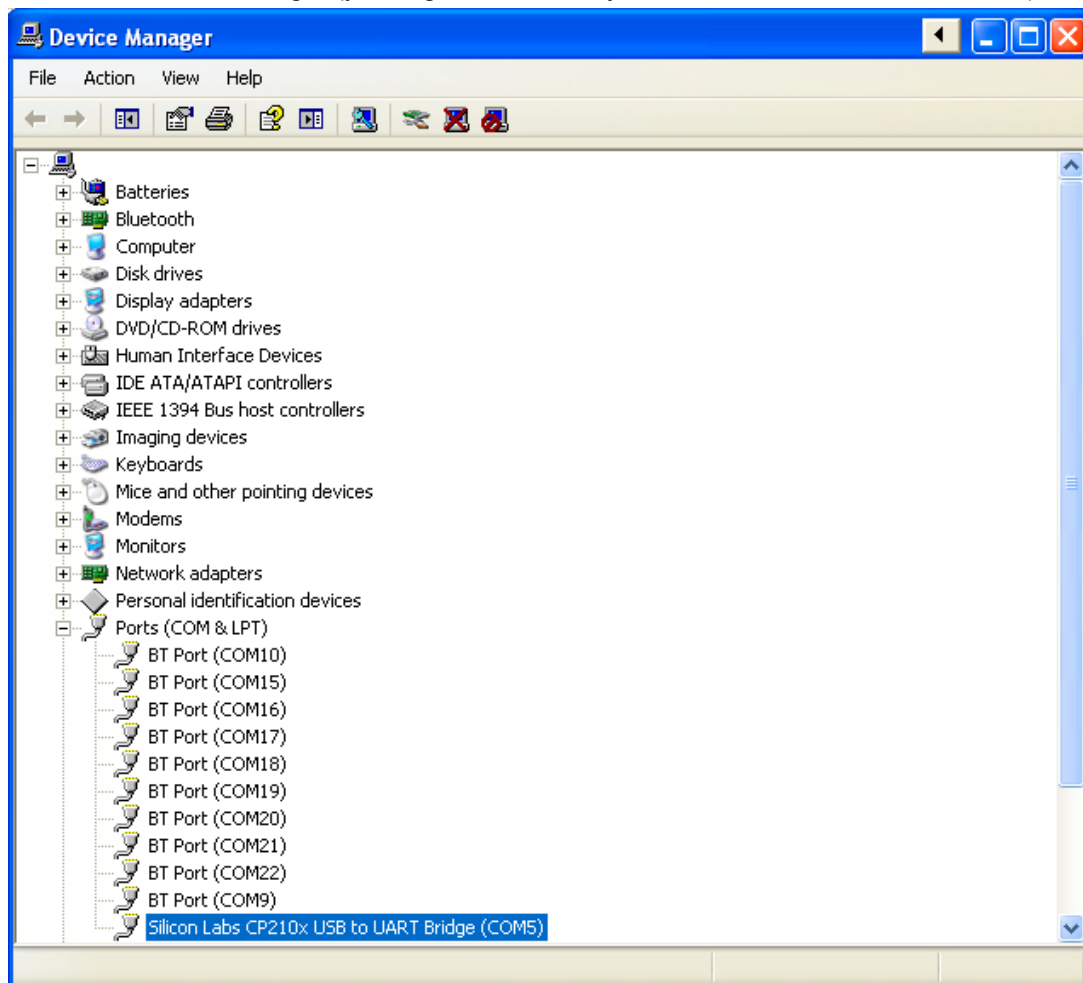 Device Manager
File Action View Help
Batteries
Bluetooth
Computer
Disk drives
Display adapters
DVD/CD-ROM drives
Human Interface Devices
IDE ATA/ATAPI controllers
IEEE 1394 Bus host controllers
Imaging devices
Keyboards
Mice and other pointing devices
Modems
Monitors
Network adapters
Personal identification devices
Ports (COM & LPT)
BT Port (COM10)
BT Port (COM15)
BT Port (COM16)
BT Port (COM17)
BT Port (COM18)
BT Port (COM19)
BT Port (COM20)
BT Port (COM21)
BT Port (COM22)
BT Port (COM9)
Silicon Labs CP210x USB to UART Bridge (COM5)